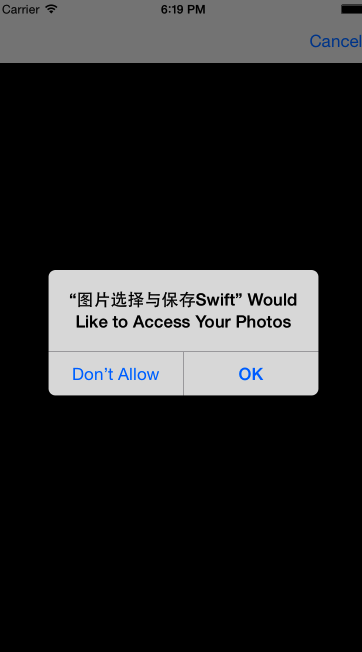 Carrier 6:19 PM
Cancel
“图片选择与保存Swift” Would
Like to Access Your Photos
Don’t Allow OK